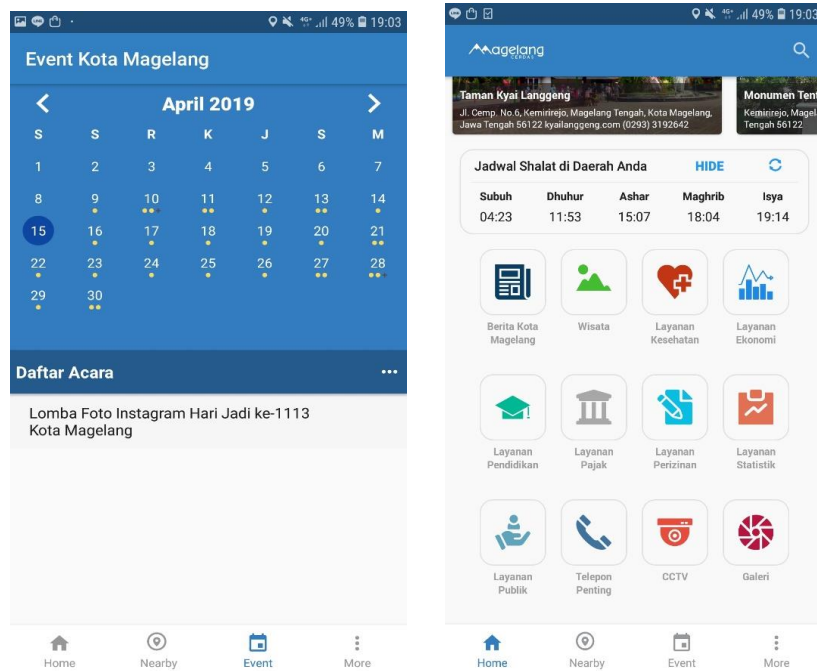 19:03
49%
Event Kota Magelang
April 2019
S S R K J S M
1 2 3 4 5 6 7
8 9 10 11 12 13 14
15 16 17 18 19 20 21
22 23 24 25 26 27 28
29 30
Daftar Acara
Lomba Foto Instagram Hari Jadi ke-1113
Kota Magelang
Home Nearby Event More
49% 19:03
Magelang
CERDAS
Taman Kyai Langgeng
Jl. Cemp. No.6, Kemirirejo, Magelang Tengah, Kota Magelang,
Jawa Tengah 56122 kyailanggeng.com (0293) 3192642
Monumen Tent
Kemirirejo, Magel
Tengah 56122
Jadwal Shalat di Daerah Anda HIDE
Subuh Dhuhur Ashar Maghrib Isya
04:23 11:53 15:07 18:04 19:14
Berita Kota
Magelang
Wisata
Layanan
Kesehatan
Layanan
Ekonomi
Layanan
Pendidikan
Layanan
Pajak
Layanan
Perizinan
Layanan
Statistik
Layanan
Publik
Telepon
Penting
CCTV
Galeri
Home Nearby Event More